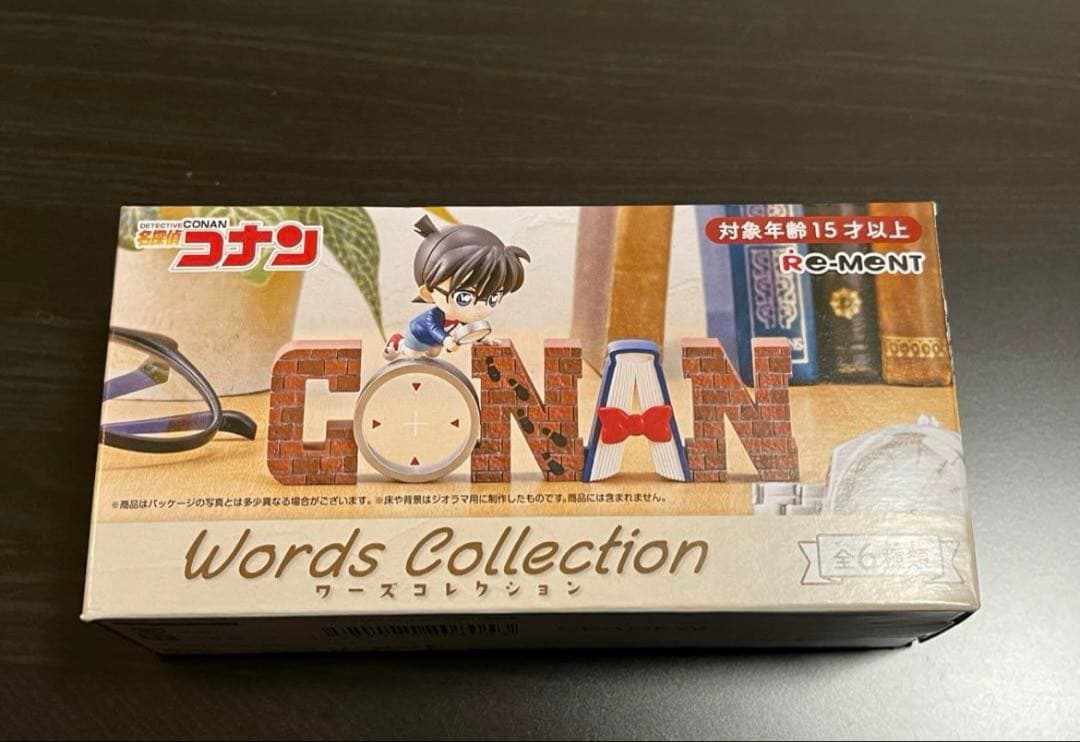 DETECTIVE CONAN
名探偵
コナン
対象年齢15才以上
Re-MeNT
CONAN
※商品はパッケージの写真とは多少異なる場合がございます。※床や背景はジオラマ用に制作したものです。商品には含まれません。
Words Collection
ワーズコレクション
全6種類